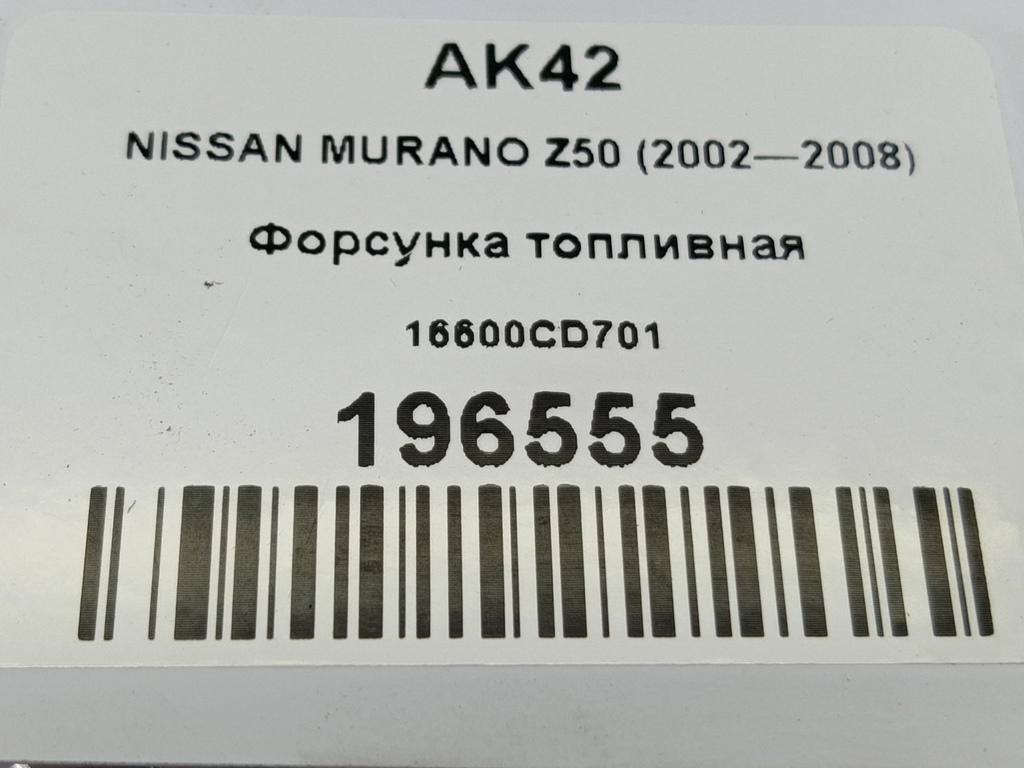 AK42
NISSAN MURANO Z50 (2002—2008)
Форсунка топливная
16600CD701
196555